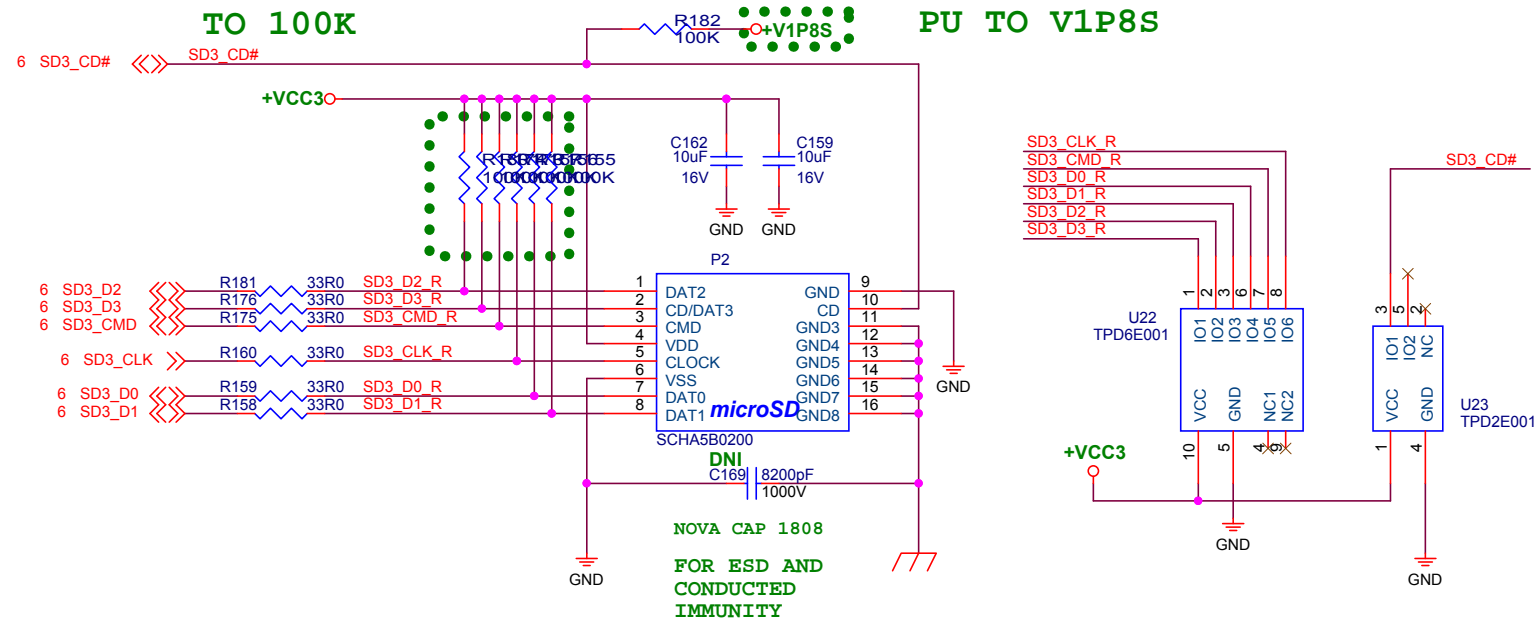 TO 100K
R182
100K
+V1P8S
PU TO V1P8S
6 SD3_CD#
SD3_CD#
+VCC3
C162
10uF
16V
C159
10uF
16V
GND
GND
SD3_CLK_R
SD3_CMD_R
SD3_D0_R
SD3_D1_R
SD3_D2_R
SD3_D3_R
SD3_CD#
P2
6 SD3_D2
R181
33R0
SD3_D2_R
6 SD3_D3
R176
33R0
SD3_D3_R
6 SD3_CMD
R175
33R0
SD3_CMD_R
6 SD3_CLK
R160
33R0
SD3_CLK_R
6 SD3_D0
R159
33R0
SD3_D0_R
6 SD3_D1
R158
33R0
SD3_D1_R
1 DAT2
2 CD/DAT3
3 CMD
4 VDD
5 CLOCK
6 VSS
7 DAT0
8 DAT1
GND 9
CD 10
GND3 11
GND4 12
GND5 13
GND6 14
GND7 15
GND8 16
microSD
SCHA5B0200
DNI
C169
8200pF
1000V
GND
GND
NOVA CAP 1808
FOR ESD AND
CONDUCTED
IMMUNITY
U22
TPD6E001
1 IO1
2 IO2
3 IO3
6 IO4
7 IO5
8 IO6
VCC 10
GND 5
NC1 4
NC2 9
+VCC3
GND
3 IO1
5 IO2
2 NC
VCC 1
GND 4
U23
TPD2E001
GND